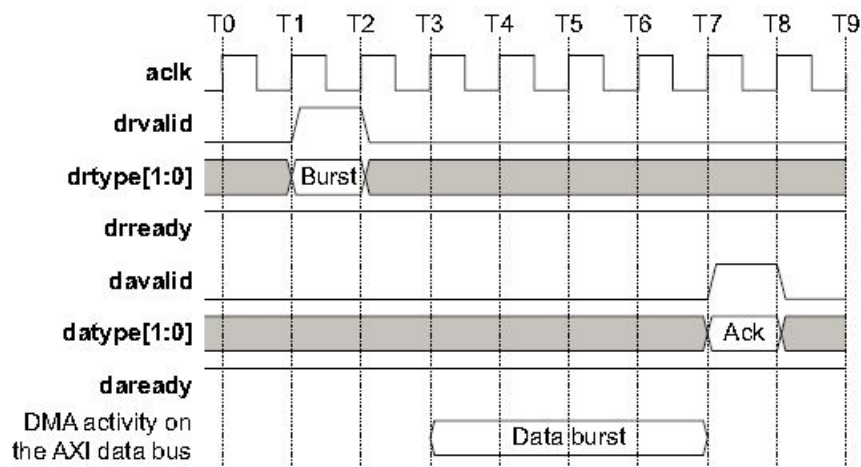 T0 T1 T2 T3 T4 T5 T6 T7 T8 T9
aclk
drvalid
drtype[1:0] Burst
drready
davalid
datype[1:0] Ack
daready
DMA activity on
the AXI data bus Data burst